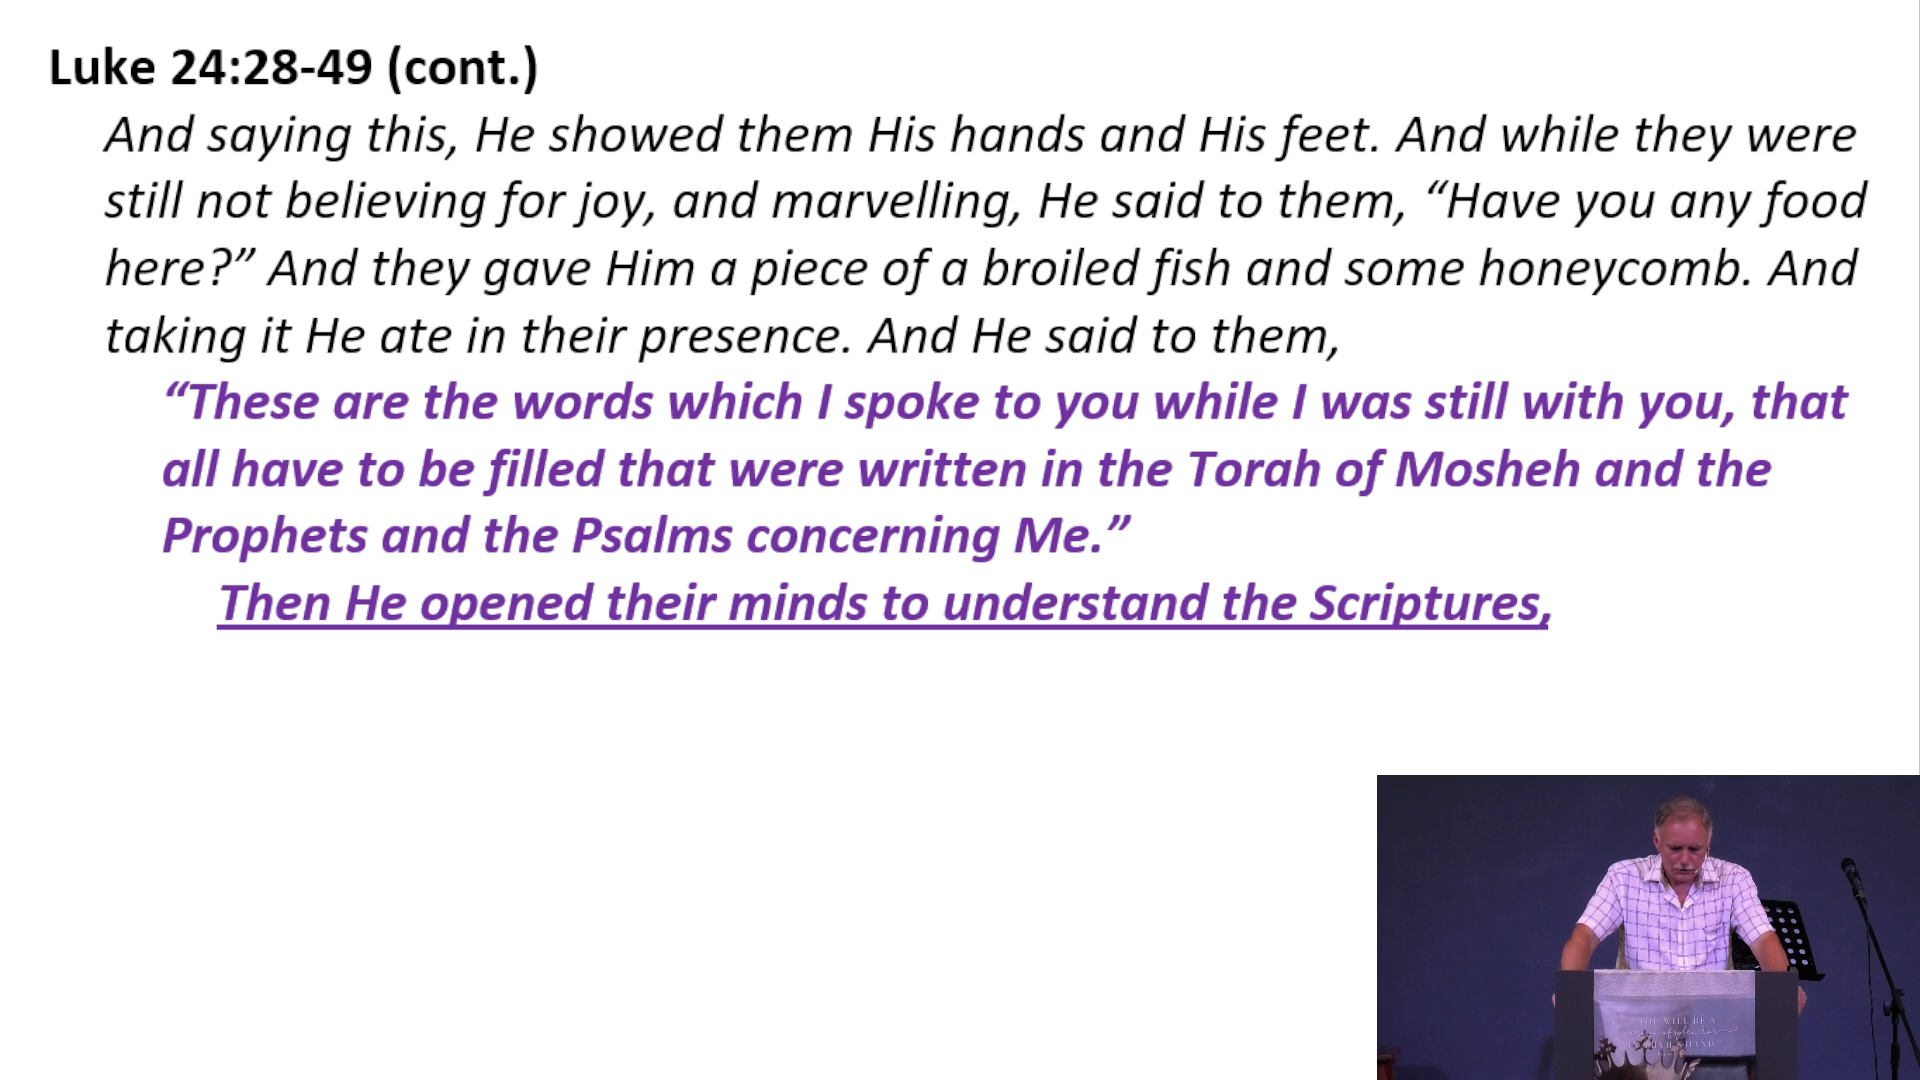 Luke 24:28-49 (cont.)
And saying this, He showed them His hands and His feet. And while they were
still not believing for joy, and marvelling, He said to them, “Have you any food
here?” And they gave Him a piece of a broiled fish and some honeycomb. And
taking it He ate in their presence. And He said to them,
“These are the words which I spoke to you while I was still with you, that
all have to be filled that were written in the Torah of Mosheh and the
Prophets and the Psalms concerning Me.”
Then He opened their minds to understand the Scriptures,
YOU WILL BE A
HAND."